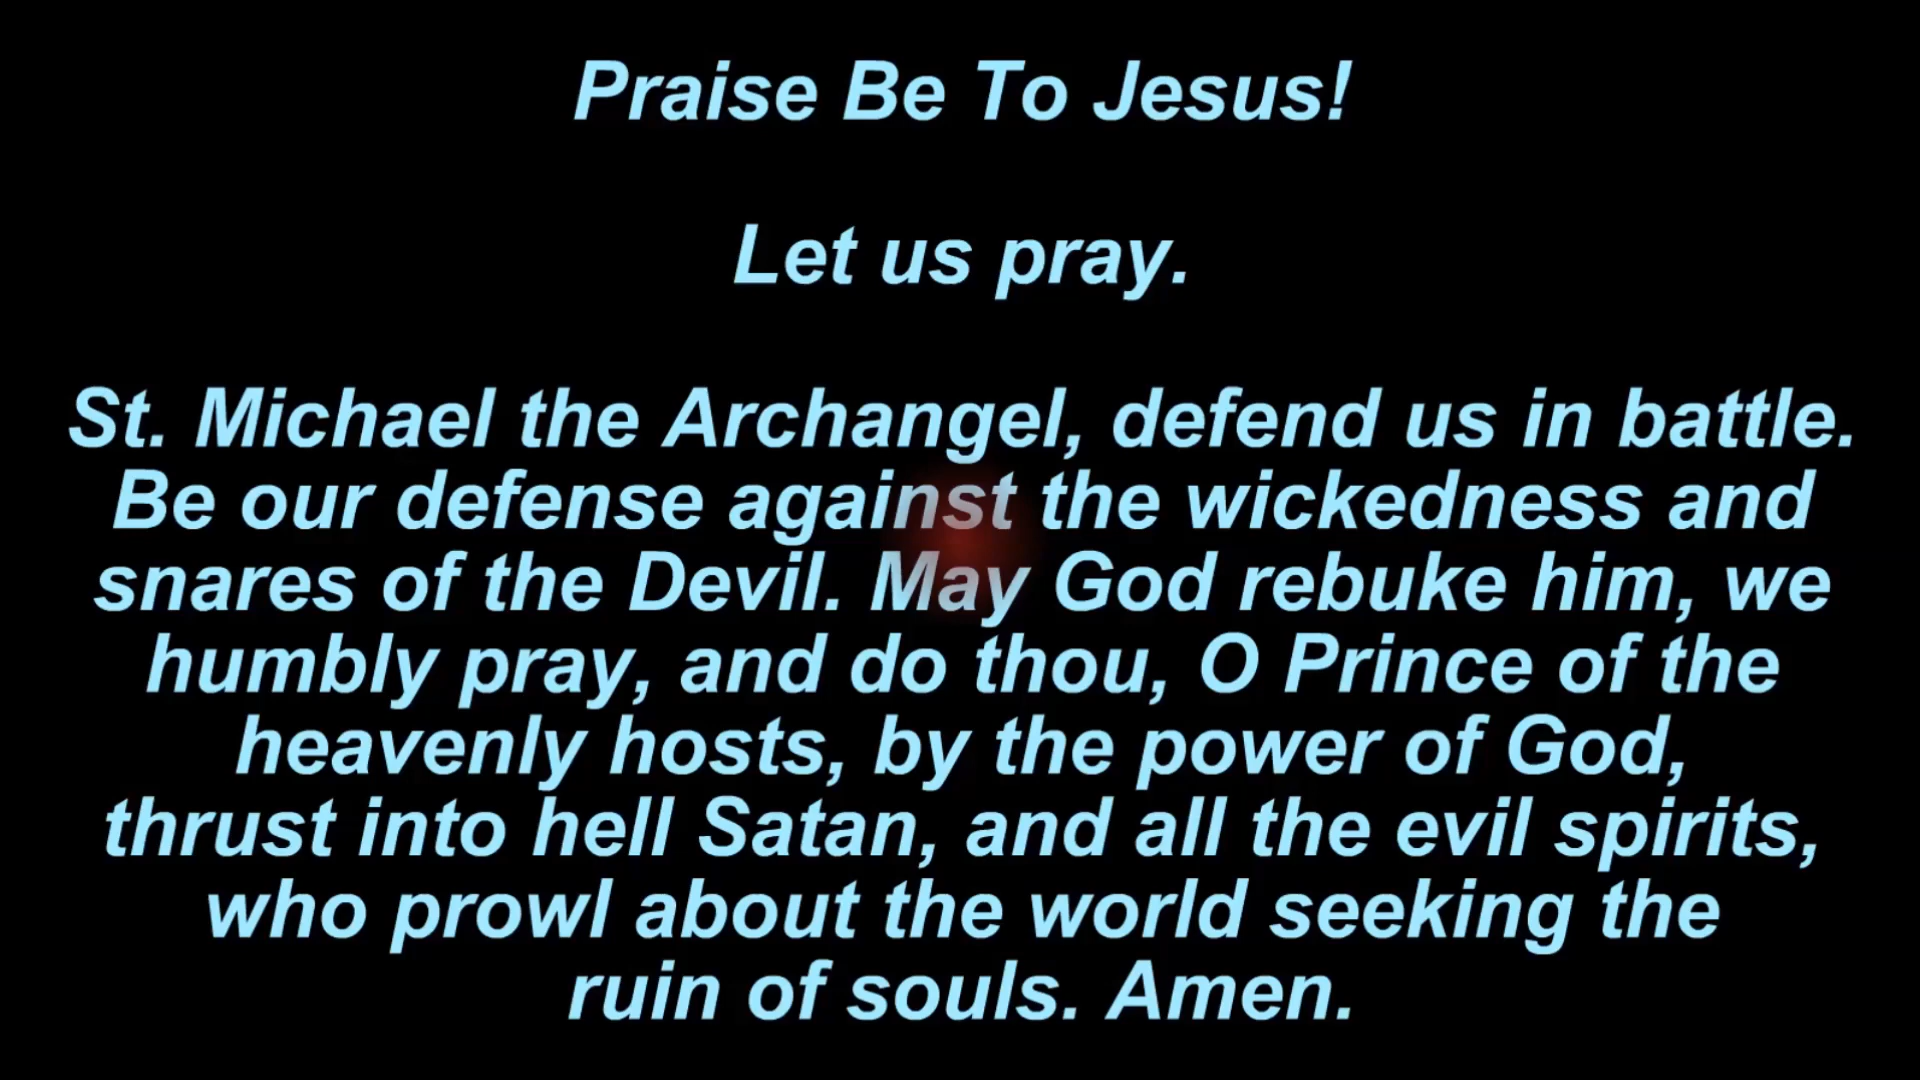 Praise Be To Jesus!
Let us pray.
St. Michael the Archangel, defend us in battle.
Be our defense against the wickedness and
snares of the Devil. May God rebuke him, we
humbly pray, and do thou, O Prince of the
heavenly hosts, by the power of God,
thrust into hell Satan, and all the evil spirits,
who prowl about the world seeking the
ruin of souls. Amen.